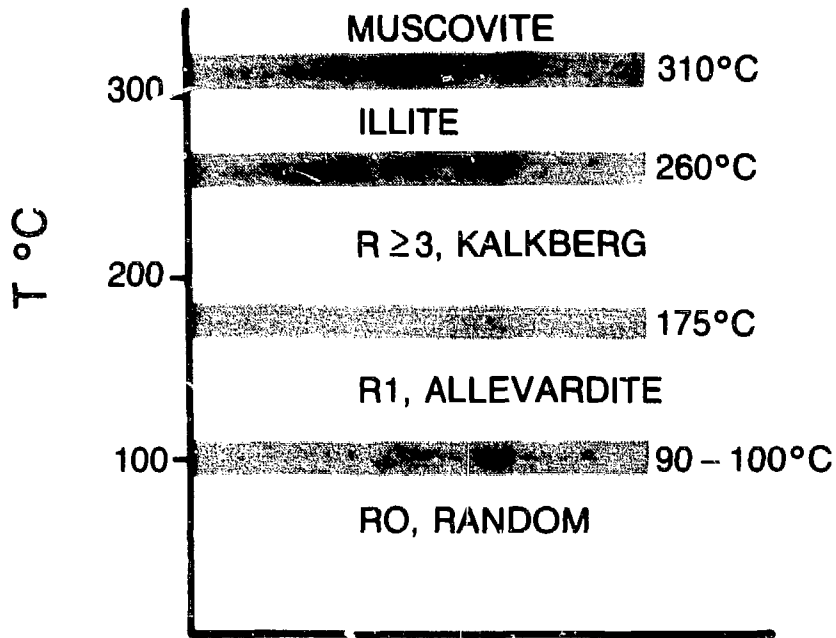 MUSCOVITE
310°C
300
ILLITE
260°C
T °C
R ≥3, KALKBERG
200
175°C
R1, ALLEVARDITE
100
90 – 100°C
RO, RANDOM